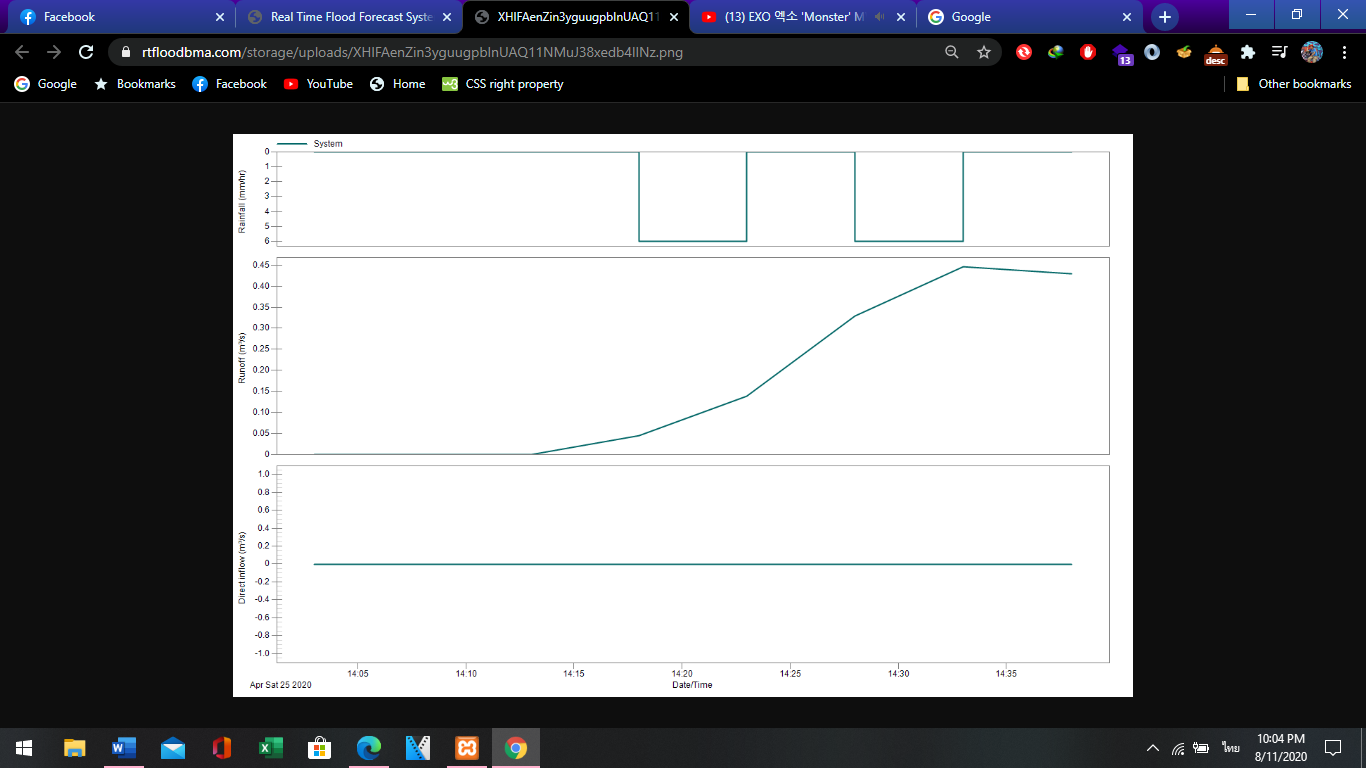 Facebook
Real Time Flood Forecast Syste
XHIFAenZin3yguugpbInUAQ11
(13) EXO 엑소 'Monster' M
Google
rtfloodbma.com/storage/uploads/XHIFAenZin3yguugpbInUAQ11NMuJ38xedb4IINz.png
13
desc
Google
Bookmarks
Facebook
YouTube
Home
CSS right property
Other bookmarks
System
Rainfall (mm/hr)
0
1
2
3
4
5
6
Runoff (m³/s)
0.45
0.40
0.35
0.30
0.25
0.20
0.15
0.10
0.05
0
Direct inflow (m³/s)
1.0
0.8
0.6
0.4
0.2
0
-0.2
-0.4
-0.6
-0.8
-1.0
14:05 14:10 14:15 14:20 14:25 14:30 14:35
Apr Sat 25 2020
Date/Time
ไทย
10:04 PM
8/11/2020